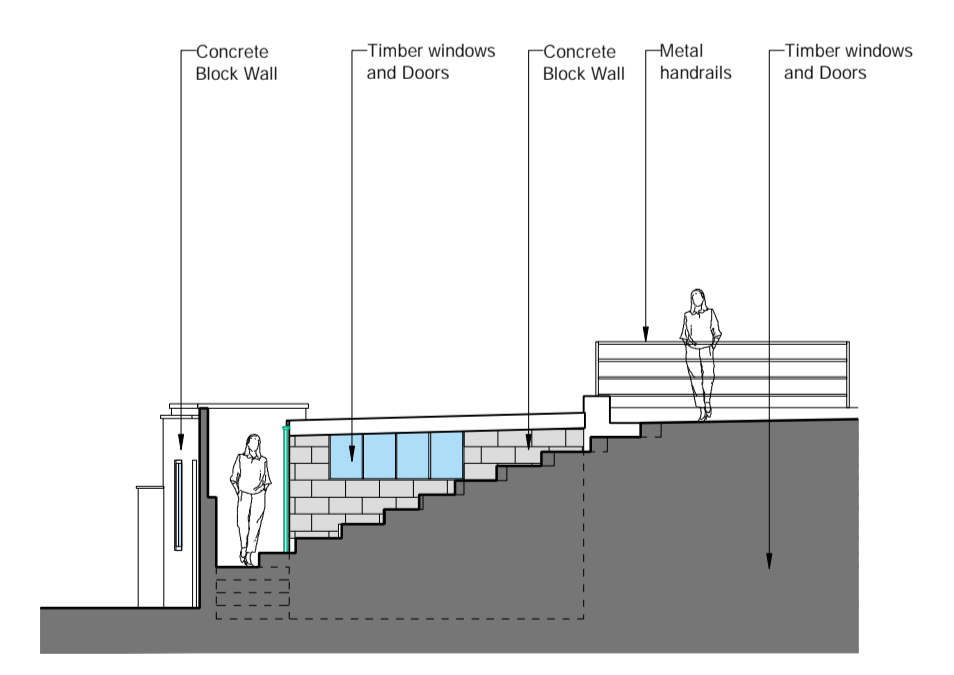 Concrete
Block Wall
Timber windows
and Doors
Concrete
Block Wall
Metal
handrails
Timber windows
and Doors